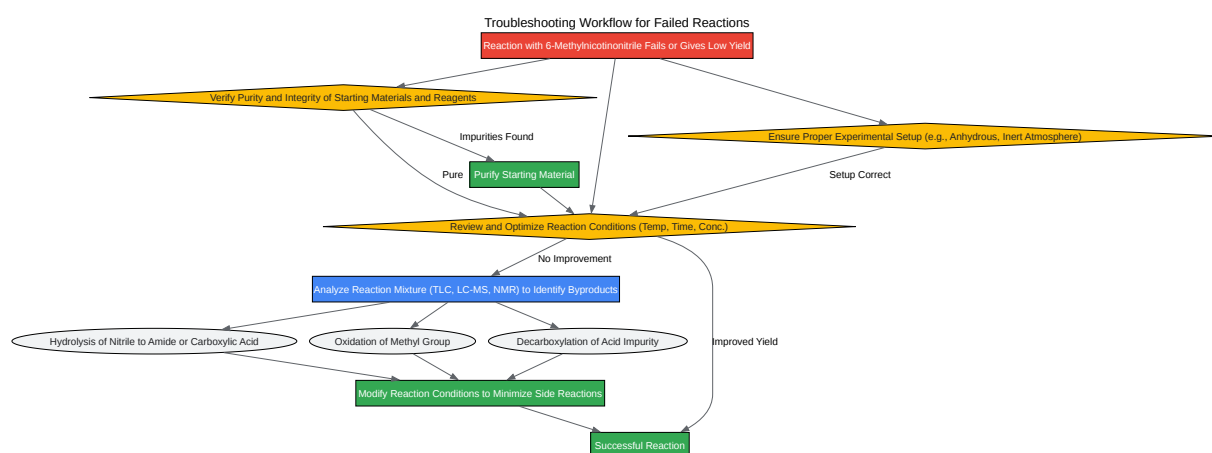 Troubleshooting Workflow for Failed Reactions
Reaction with 6-Methylnicotinonitrile Fails or Gives Low Yield
Verify Purity and Integrity of Starting Materials and Reagents
Ensure Proper Experimental Setup (e.g., Anhydrous, Inert Atmosphere)
Impurities Found
Pure
Purify Starting Material
Setup Correct
Review and Optimize Reaction Conditions (Temp, Time, Conc.)
No Improvement
Analyze Reaction Mixture (TLC, LC-MS, NMR) to Identify Byproducts
Hydrolysis of Nitrile to Amide or Carboxylic Acid
Oxidation of Methyl Group
Decarboxylation of Acid Impurity
Improved Yield
Modify Reaction Conditions to Minimize Side Reactions
Successful Reaction